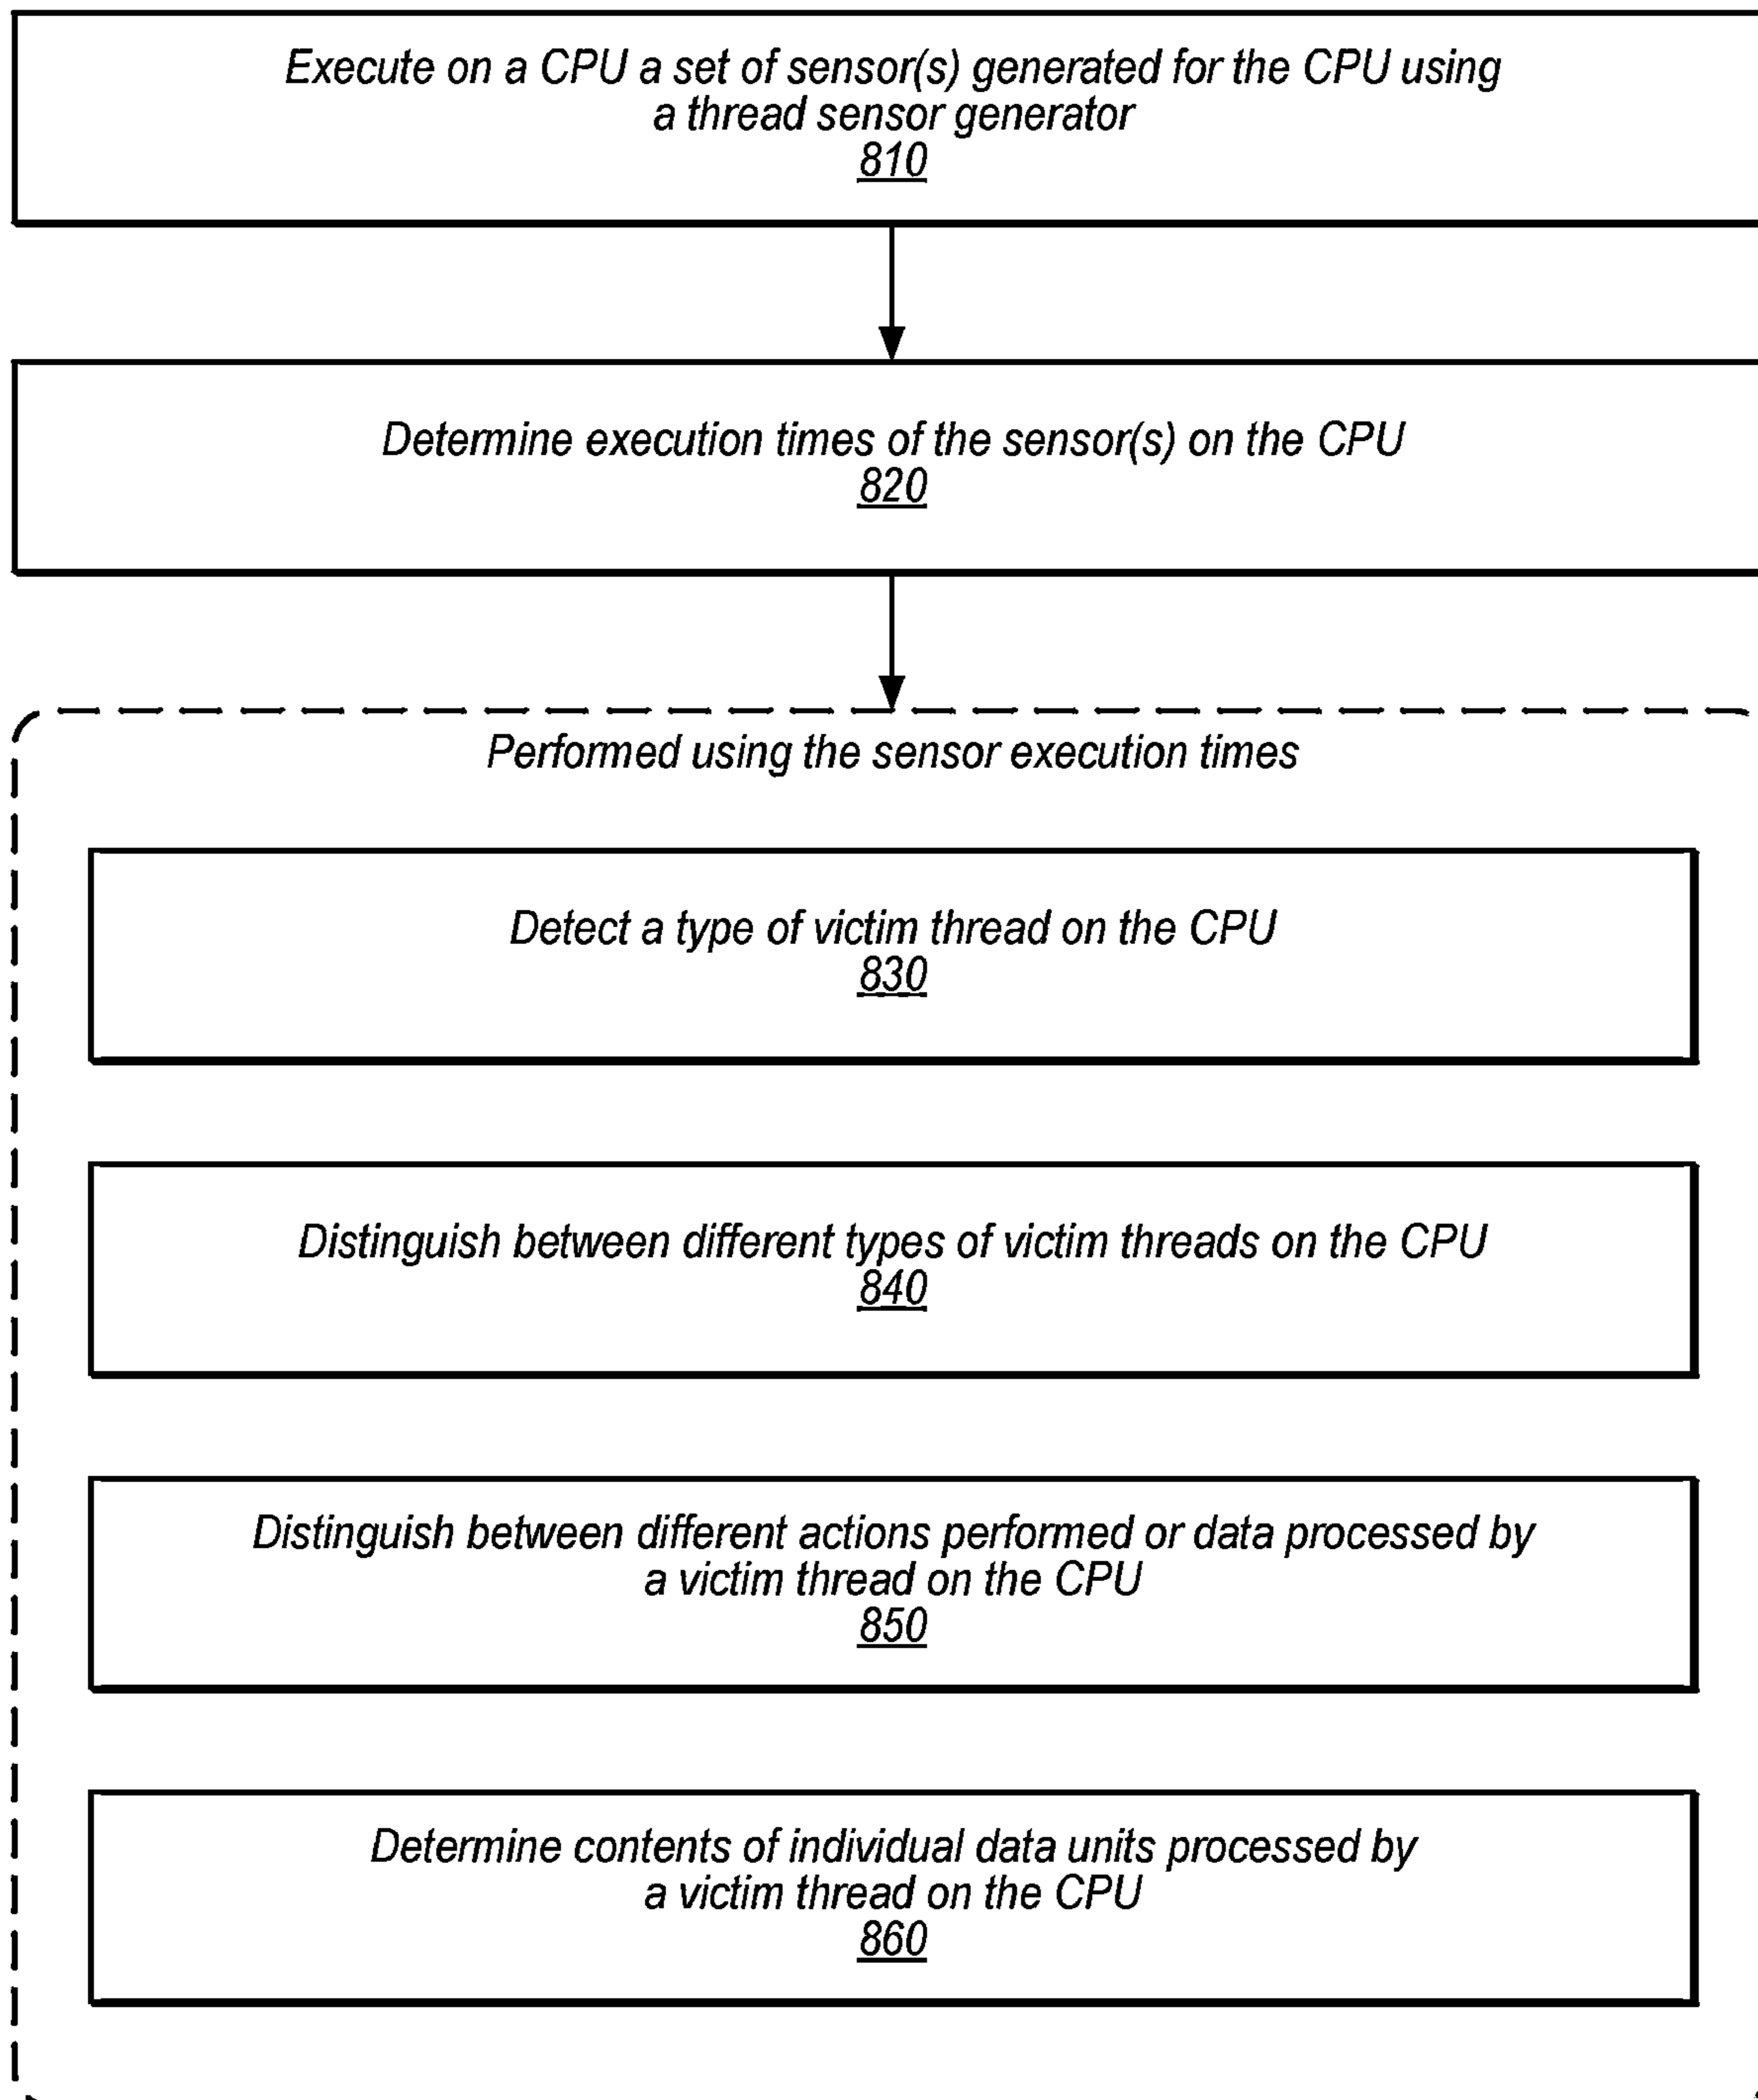 Execute on a CPU a set of sensor(s) generated for the CPU using
a thread sensor generator
810
Determine execution times of the sensor(s) on the CPU
820
Performed using the sensor execution times
Detect a type of victim thread on the CPU
830
Distinguish between different types of victim threads on the CPU
840
Distinguish between different actions performed or data processed by
a victim thread on the CPU
850
Determine contents of individual data units processed by
a victim thread on the CPU
860